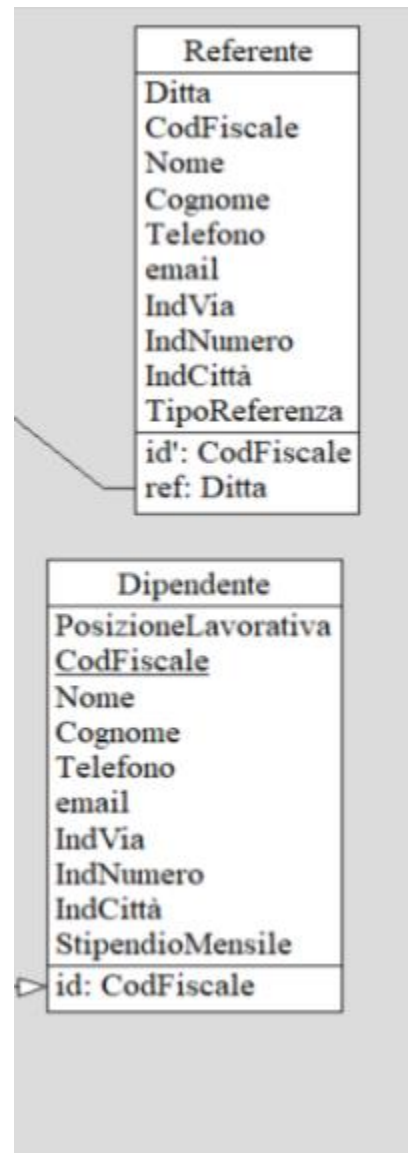 Referente
Ditta
CodFiscale
Nome
Cognome
Telefono
email
IndVia
IndNumero
IndCittà
TipoReferenza
id': CodFiscale
ref: Ditta
Dipendente
PosizioneLavorativa
CodFiscale
Nome
Cognome
Telefono
email
IndVia
IndNumero
IndCittà
StipendioMensile
id: CodFiscale